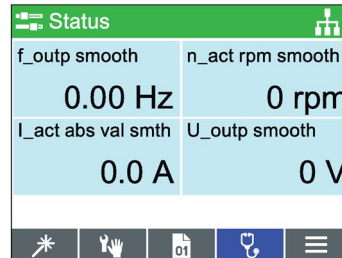 Status
f_outp smooth
0.00 Hz
n_act rpm smooth
0 rpm
I_act abs val smth
0.0 A
U_outp smooth
0 V
01